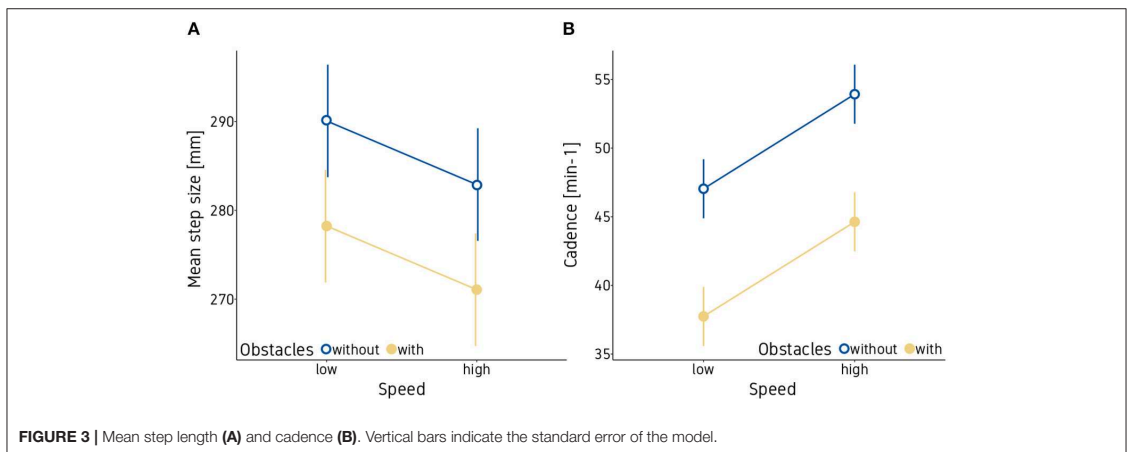 A
B
Mean step size [mm]
290
280
270
Obstacles without with
low high
Speed
Cadence [min-1]
55
50
45
40
35
Obstacles without with
low high
Speed
FIGURE 3 | Mean step length (A) and cadence (B). Vertical bars indicate the standard error of the model.